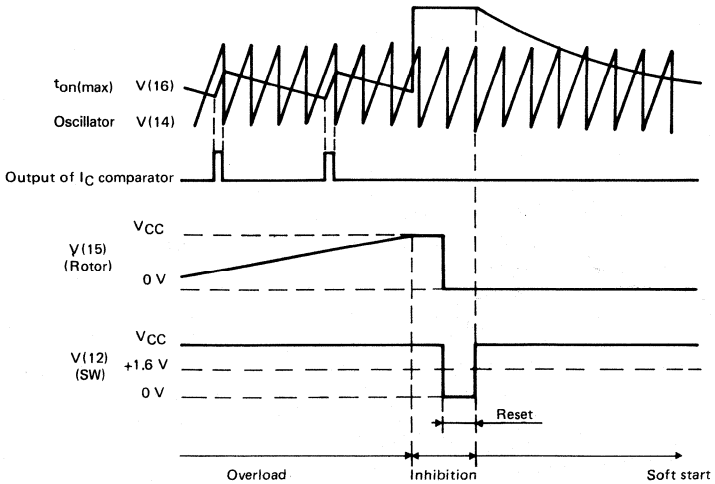 ton(max) V(16)
Oscillator V(14)
Output of IC comparator
VCC
V(15)
(Rotor)
0 V
VCC
V(12)
(SW)
+1.6 V
0 V
Reset
Overload
Inhibition
Soft start